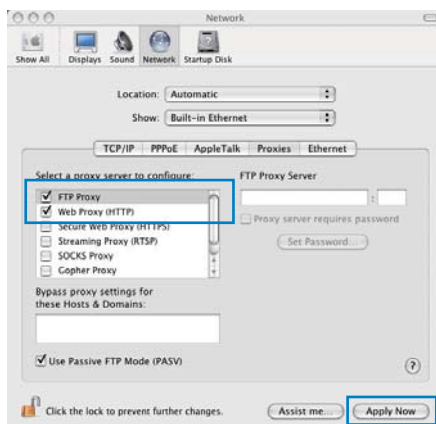 Network
Show All Displays Sound Network Startup Disk
Location: Automatic
Show: Built-in Ethernet
TCP/IP PPPoE AppleTalk Proxies Ethernet
Select a proxy server to configure: FTP Proxy Server
FTP Proxy :
Web Proxy (HTTP)
Secure Web Proxy (HTTPS) Proxy server requires password
Streaming Proxy (RTSP) Set Password...
SOCKS Proxy
Gopher Proxy
Bypass proxy settings for
these Hosts & Domains:
Use Passive FTP Mode (PASV) ?
Click the lock to prevent further changes. Assist me... Apply Now